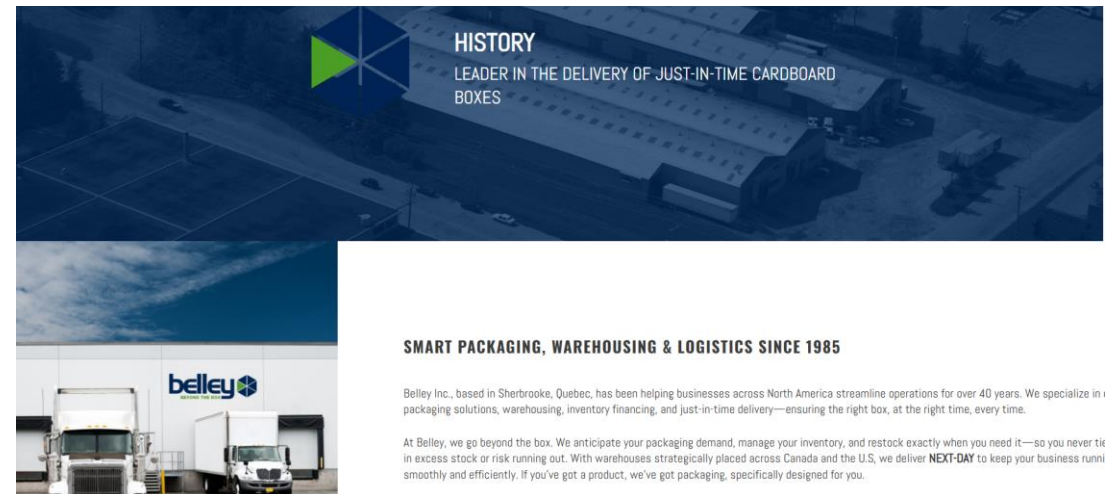 HISTORY
LEADER IN THE DELIVERY OF JUST-IN-TIME CARDBOARD
BOXES
belley
BEYOND THE BOX
SMART PACKAGING, WAREHOUSING & LOGISTICS SINCE 1985
Belley Inc., based in Sherbrooke, Quebec, has been helping businesses across North America streamline operations for over 40 years. We specialize in
packaging solutions, warehousing, inventory financing, and just-in-time delivery—ensuring the right box, at the right time, every time.
At Belley, we go beyond the box. We anticipate your packaging demand, manage your inventory, and restock exactly when you need it—so you never tie
in excess stock or risk running out. With warehouses strategically placed across Canada and the U.S, we deliver NEXT-DAY to keep your business runni
smoothly and efficiently. If you've got a product, we've got packaging, specifically designed for you.